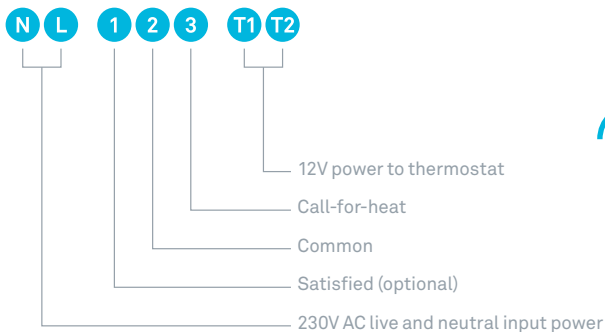 N L 1 2 3 T1 T2
12V power to thermostat
Call-for-heat
Common
Satisfied (optional)
230V AC live and neutral input power